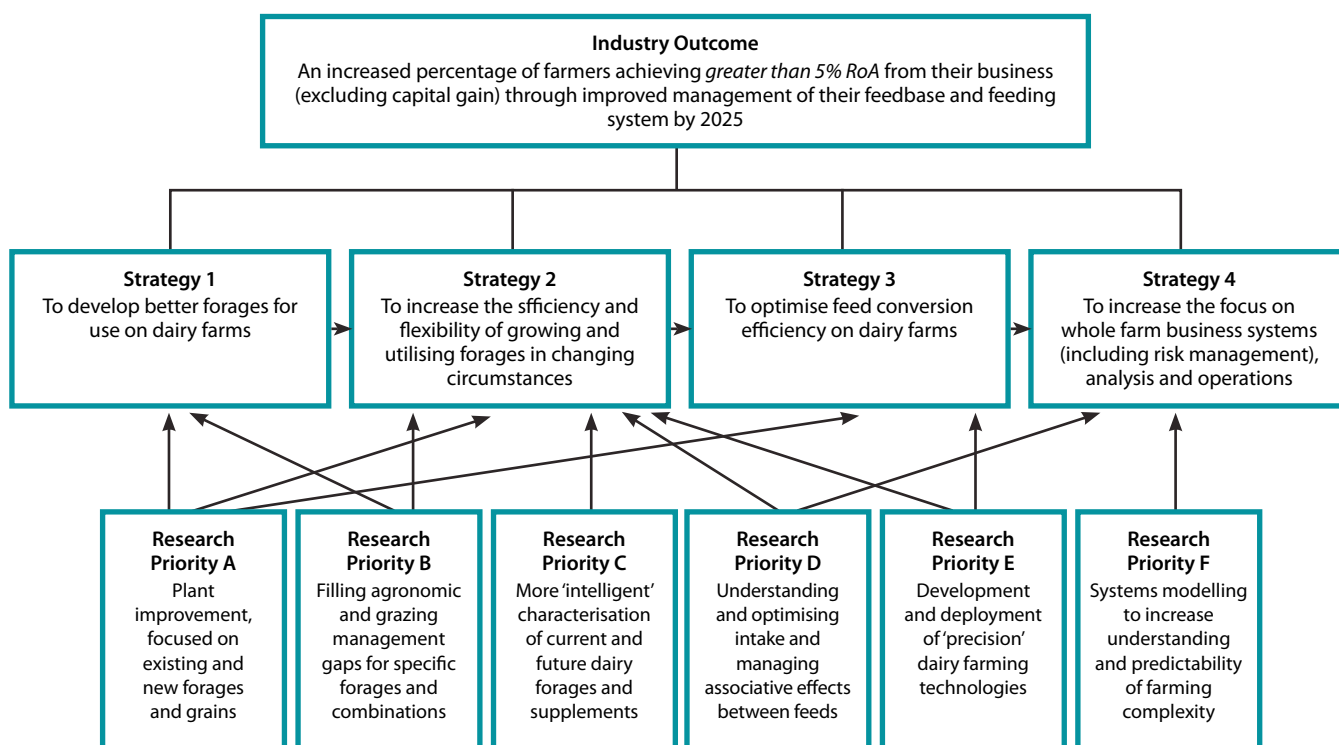 Industry Outcome
An increased percentage of farmers achieving greater than 5% RoA from their business
(excluding capital gain) through improved management of their feedbase and feeding
system by 2025
Strategy 1
To develop better forages for
use on dairy farms
Strategy 2
To increase the sfficiency and
flexibility of growing and
utilising forages in changing
circumstances
Strategy 3
To optimise feed conversion
efficiency on dairy farms
Strategy 4
To increase the focus on
whole farm business systems
(including risk management),
analysis and operations
Research
Priority A
Plant
improvement,
focused on
existing and
new forages
and grains
Research
Priority B
Filling agronomic
and grazing
management
gaps for specific
forages and
combinations
Research
Priority C
More ‘intelligent’
characterisation
of current and
future dairy
forages and
supplements
Research
Priority D
Understanding
and optimising
intake and
managing
associative effects
between feeds
Research
Priority E
Development
and deployment
of ‘precision’
dairy farming
technologies
Research
Priority F
Systems modelling
to increase
understanding
and predictability
of farming
complexity